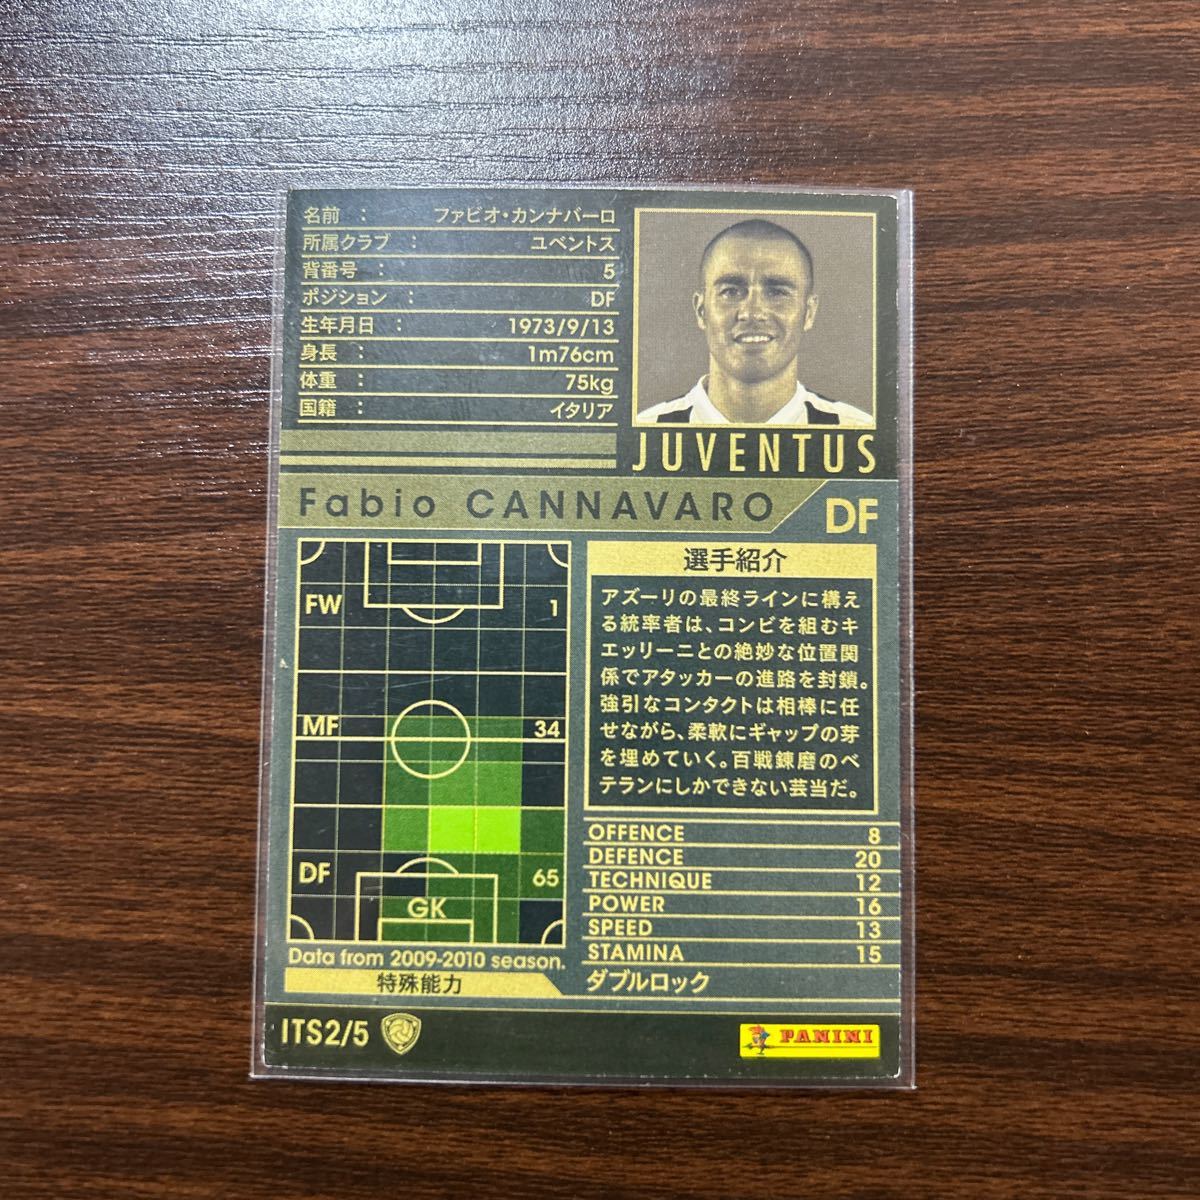 名前 : ファビオ・カンナバーロ
所属クラブ : ユベントス
背番号 : 5
ポジション : DF
生年月日 : 1973/9/13
身長 : 1m76cm
体重 : 75kg
国籍 : イタリア
JUVENTUS
Fabio CANNAVARO
DF
FW 1
MF 34
DF 65
GK
Data from 2009-2010 season.
選手紹介
アズーリの最終ラインに構え
る統率者は、コンビを組むキ
エッリーニとの絶妙な位置関
係でアタッカーの進路を封鎖。
強引なコンタクトは相棒に任
せながら、柔軟にギャップの芽
を埋めていく。百戦錬磨のベ
テランにしかできない芸当だ。
OFFENCE 8
DEFENCE 20
TECHNIQUE 12
POWER 16
SPEED 13
STAMINA 15
特殊能力 ダブルロック
ITS2/5
PANINI